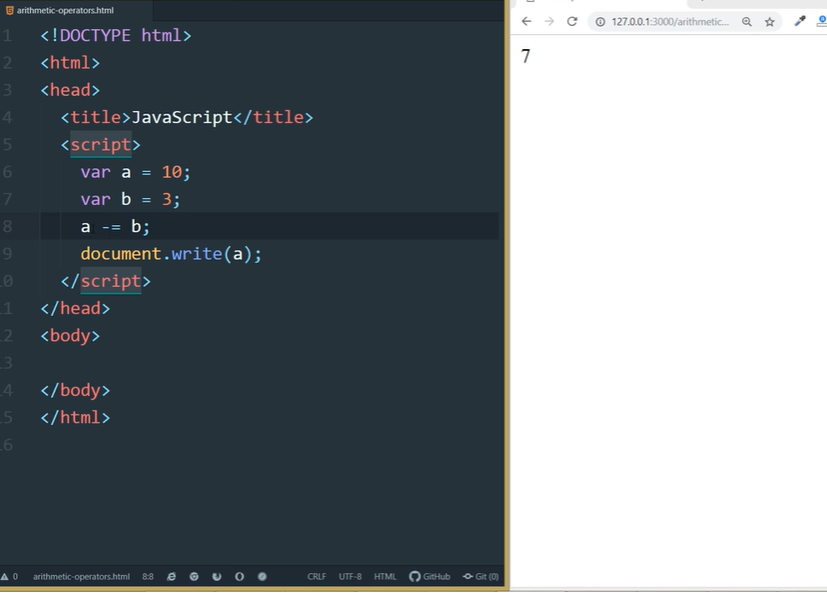 arithmetic-operators.html
1 <!DOCTYPE html>
2 <html>
3 <head>
4 <title>JavaScript</title>
5 <script>
6 var a = 10;
7 var b = 3;
8 a -= b;
9 document.write(a);
0 </script>
1 </head>
2 <body>
3
4 </body>
5 </html>
6
0 arithmetic-operators.html 8:8 CRLF UTF-8 HTML GitHub Git (0)
127.0.0.1:3000/arithmetic...
7